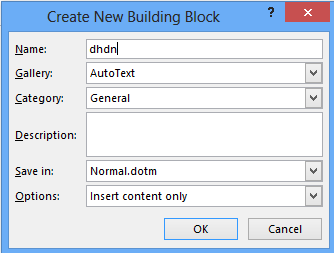 Create New Building Block ?
Name: dhdn
Gallery: AutoText
Category: General
Description:
Save in: Normal.dotm
Options: Insert content only
OK Cancel